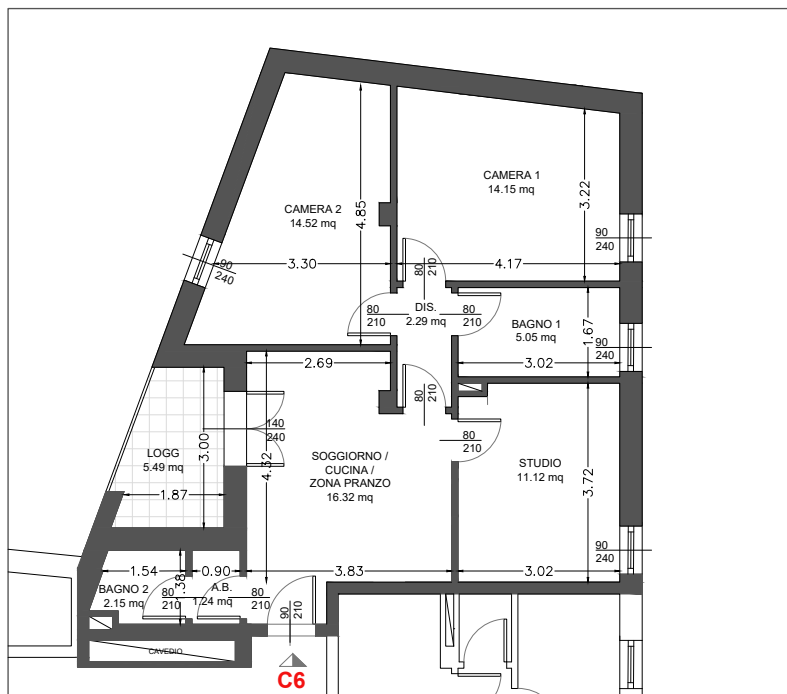 CAMERA 1
14.15 mq
3.22
4.17
90
240
CAMERA 2
14.52 mq
4.85
3.30
90
240
80
210
DIS.
2.29 mq
80
210
80
210
BAGNO 1
5.05 mq
1.67
3.02
90
240
2.69
80
210
LOGG
5.49 mq
3.00
1.87
140
240
4.32
SOGGIORNO /
CUCINA /
ZONA PRANZO
16.32 mq
3.83
80
210
STUDIO
11.12 mq
3.72
3.02
90
240
1.54
BAGNO 2
2.15 mq
.38
80
210
0.90
A.B.
1.24 mq
80
210
90
210
CAVEDIO
C6